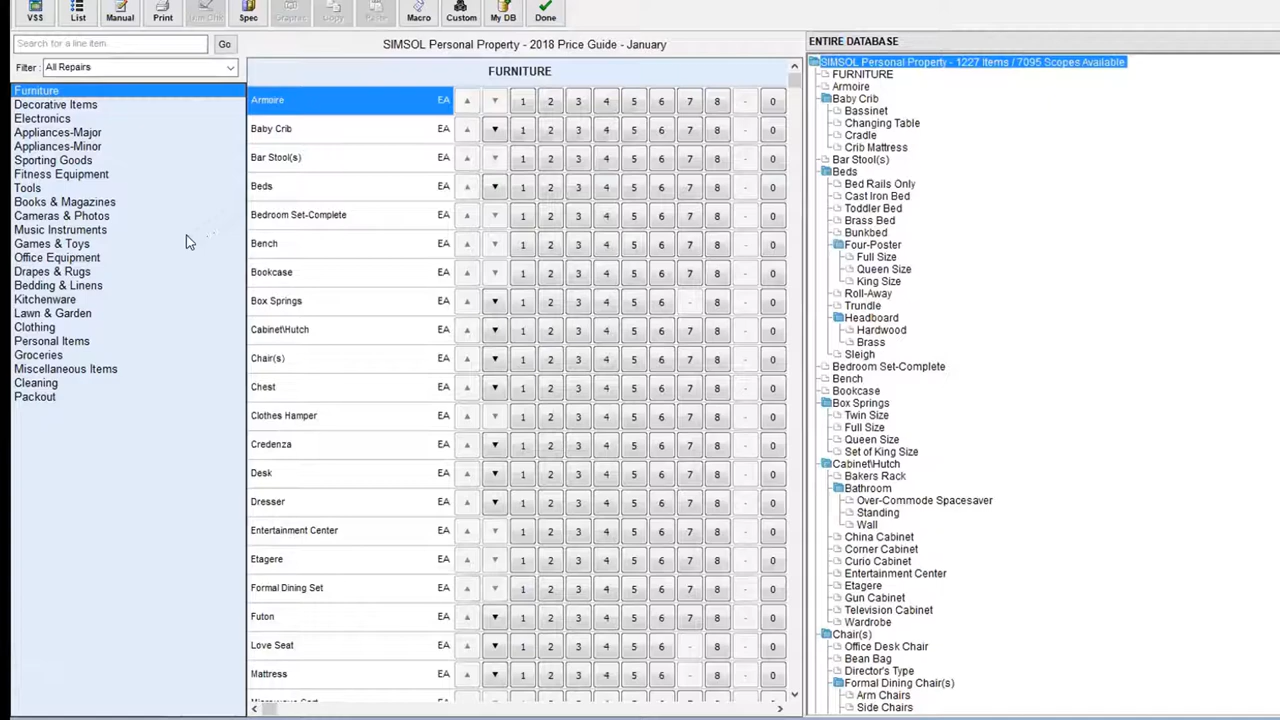 VSS List Manual Print Trim Chk Spec Graphic Copy Paste Macro Custom My DB Done
Search for a line item. Go
Filter : All Repairs
SIMSOL Personal Property - 2018 Price Guide - January
Furniture
Decorative Items
Electronics
Appliances-Major
Appliances-Minor
Sporting Goods
Fitness Equipment
Tools
Books & Magazines
Cameras & Photos
Music Instruments
Games & Toys
Office Equipment
Drapes & Rugs
Bedding & Linens
Kitchenware
Lawn & Garden
Clothing
Personal Items
Groceries
Miscellaneous Items
Cleaning
Packout
FURNITURE
Armoire EA 1 2 3 4 5 6 7 8 - 0
Baby Crib EA 1 2 3 4 5 6 7 8 - 0
Bar Stool(s) EA 1 2 3 4 5 6 7 8 - 0
Beds EA 1 2 3 4 5 6 7 8 - 0
Bedroom Set-Complete EA 1 2 3 4 5 6 7 8 - 0
Bench EA 1 2 3 4 5 6 7 8 - 0
Bookcase EA 1 2 3 4 5 6 7 8 - 0
Box Springs EA 1 2 3 4 5 6 - 8 - 0
Cabinet\Hutch EA 1 2 3 4 5 6 7 8 - 0
Chair(s) EA 1 2 3 4 5 6 7 8 - 0
Chest EA 1 2 3 4 5 6 7 8 - 0
Clothes Hamper EA 1 2 3 4 5 6 7 8 - 0
Credenza EA 1 2 3 4 5 6 7 8 - 0
Desk EA 1 2 3 4 5 6 7 8 - 0
Dresser EA 1 2 3 4 5 6 7 8 - 0
Entertainment Center EA 1 2 3 4 5 6 7 8 - 0
Etagere EA 1 2 3 4 5 6 7 8 - 0
Formal Dining Set EA 1 2 3 4 5 6 7 8 - 0
Futon EA 1 2 3 4 5 6 7 8 - 0
Love Seat EA 1 2 3 4 5 6 - 8 - 0
Mattress EA 1 2 3 4 5 6 - 8 - 0
ENTIRE DATABASE
SIMSOL Personal Property - 1227 Items / 7095 Scopes Available
FURNITURE
Armoire
Baby Crib
Bassinet
Changing Table
Cradle
Crib Mattress
Bar Stool(s)
Beds
Bed Rails Only
Cast Iron Bed
Toddler Bed
Brass Bed
Bunkbed
Four-Poster
Full Size
Queen Size
King Size
Roll-Away
Trundle
Headboard
Hardwood
Brass
Sleigh
Bedroom Set-Complete
Bench
Bookcase
Box Springs
Twin Size
Full Size
Queen Size
Set of King Size
Cabinet\Hutch
Bakers Rack
Bathroom
Over-Commode Spacesaver
Standing
Wall
China Cabinet
Corner Cabinet
Curio Cabinet
Entertainment Center
Etagere
Gun Cabinet
Television Cabinet
Wardrobe
Chair(s)
Office Desk Chair
Bean Bag
Director's Type
Formal Dining Chair(s)
Arm Chairs
Side Chairs